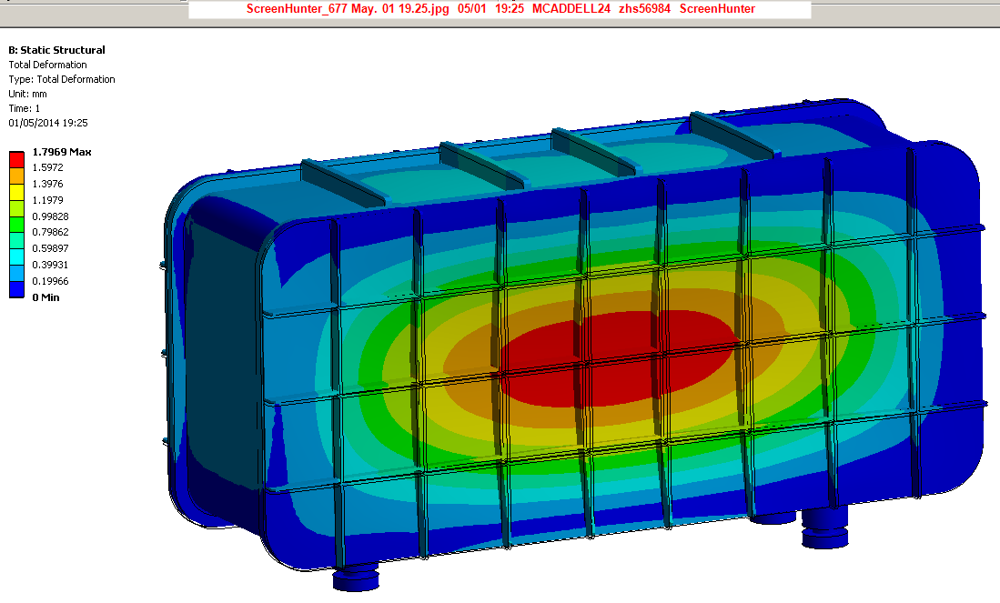 ScreenHunter_677 May. 01 19.25.jpg 05/01 19:25 MCADDELL24 zhs56984 ScreenHunter
B: Static Structural
Total Deformation
Type: Total Deformation
Unit: mm
Time: 1
01/05/2014 19:25
1.7969 Max
1.5972
1.3976
1.1979
0.99828
0.79862
0.59897
0.39931
0.19966
0 Min